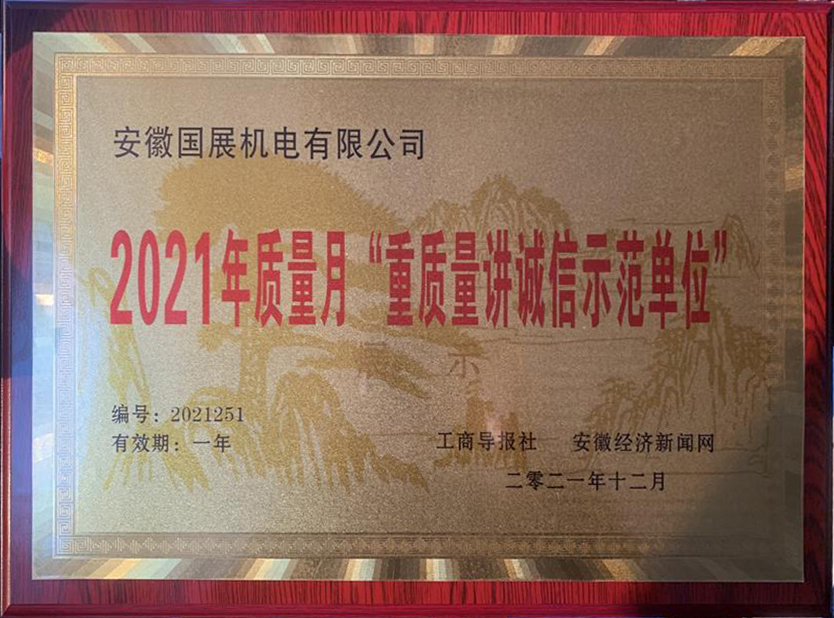 安徽国展机电有限公司
2021年质量月“重质量讲诚信示范单位”
示
编号：2021251
有效期：一年
工商导报社 安徽经济新闻网
二零二一年十二月